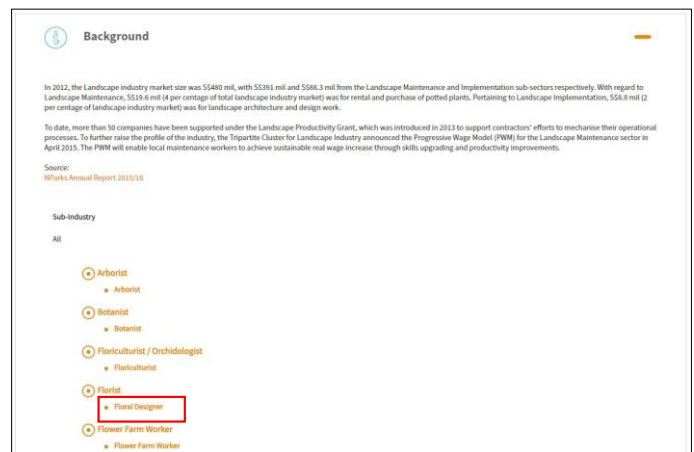 Background
In 2012, the Landscape industry market size was S$480 mil, with S$391 mil and S$88.3 mil from the Landscape Maintenance and Implementation sub-sectors respectively. With regard to
Landscape Maintenance, S$19.6 mil (4 per centage of total landscape industry market) was for rental and purchase of potted plants. Pertaining to Landscape Implementation, S$8.8 mil (2
per centage of landscape industry market) was for landscape architecture and design work.
To date, more than 50 companies have been supported under the Landscape Productivity Grant, which was introduced in 2013 to support contractors' efforts to mechanise their operational
processes. To further raise the profile of the industry, the Tripartite Cluster for Landscape Industry announced the Progressive Wage Model (PWM) for the Landscape Maintenance sector in
April 2015. The PWM will enable local maintenance workers to achieve sustainable real wage increase through skills upgrading and productivity improvements.
Source:
NParks Annual Report 2015/16
Sub-Industry
All
Arborist
Arborist
Botanist
Botanist
Floriculturist / Orchidologist
Floriculturist
Florist
Floral Designer
Flower Farm Worker
Flower Farm Worker